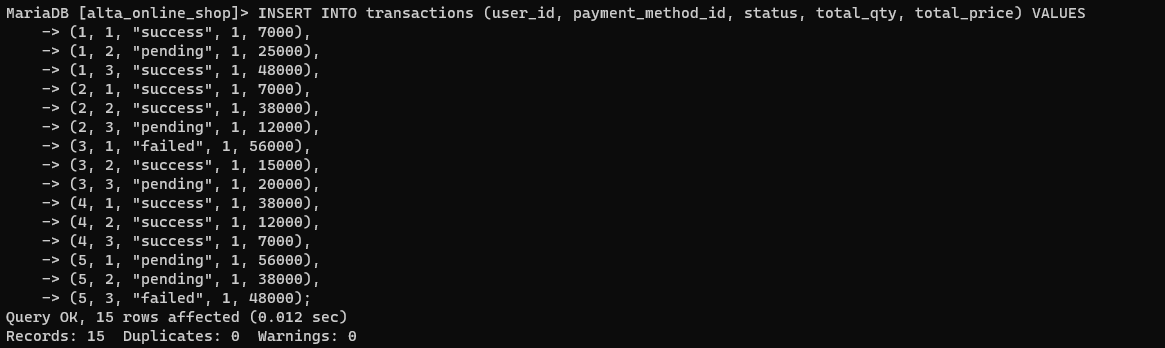 MariaDB [alta_online_shop]> INSERT INTO transactions (user_id, payment_method_id, status, total_qty, total_price) VALUES
    -> (1, 1, "success", 1, 7000),
    -> (1, 2, "pending", 1, 25000),
    -> (1, 3, "success", 1, 48000),
    -> (2, 1, "success", 1, 7000),
    -> (2, 2, "success", 1, 38000),
    -> (2, 3, "pending", 1, 12000),
    -> (3, 1, "failed", 1, 56000),
    -> (3, 2, "success", 1, 15000),
    -> (3, 3, "pending", 1, 20000),
    -> (4, 1, "success", 1, 38000),
    -> (4, 2, "success", 1, 12000),
    -> (4, 3, "success", 1, 7000),
    -> (5, 1, "pending", 1, 56000),
    -> (5, 2, "pending", 1, 38000),
    -> (5, 3, "failed", 1, 48000);
Query OK, 15 rows affected (0.012 sec)
Records: 15  Duplicates: 0  Warnings: 0